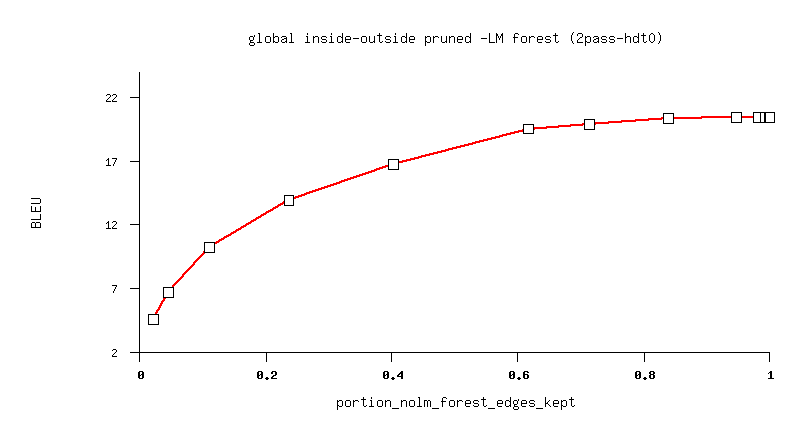 global inside-outside pruned -LM forest (2pass-hdt0)
22
17
BLEU
12
7
2
0 0.2 0.4 0.6 0.8 1
portion_nolm_forest_edges_kept